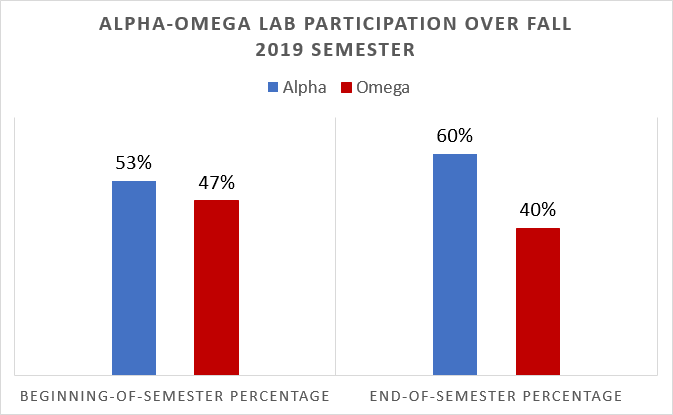 ALPHA-OMEGA LAB PARTICIPATION OVER FALL
2019 SEMESTER
Alpha Omega
53%
47%
60%
40%
BEGINNING-OF-SEMESTER PERCENTAGE
END-OF-SEMESTER PERCENTAGE